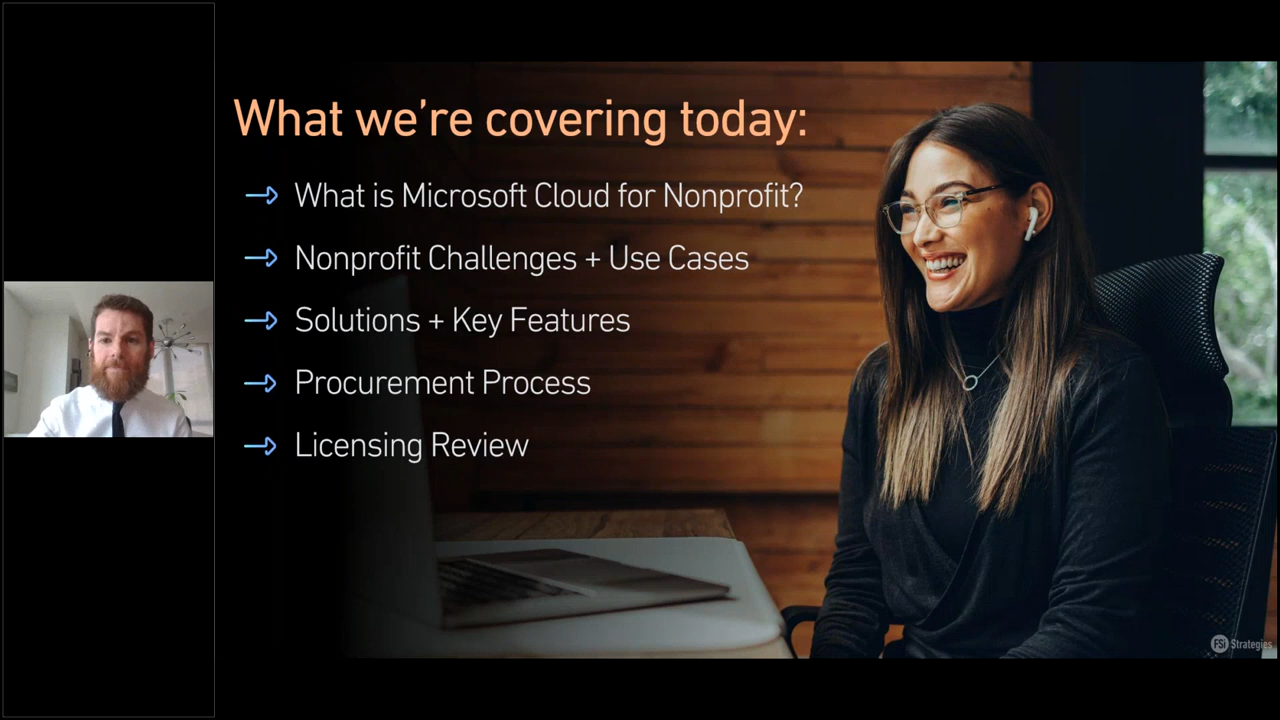 What we're covering today:
What is Microsoft Cloud for Nonprofit?
Nonprofit Challenges + Use Cases
Solutions + Key Features
Procurement Process
Licensing Review
FSi Strategies